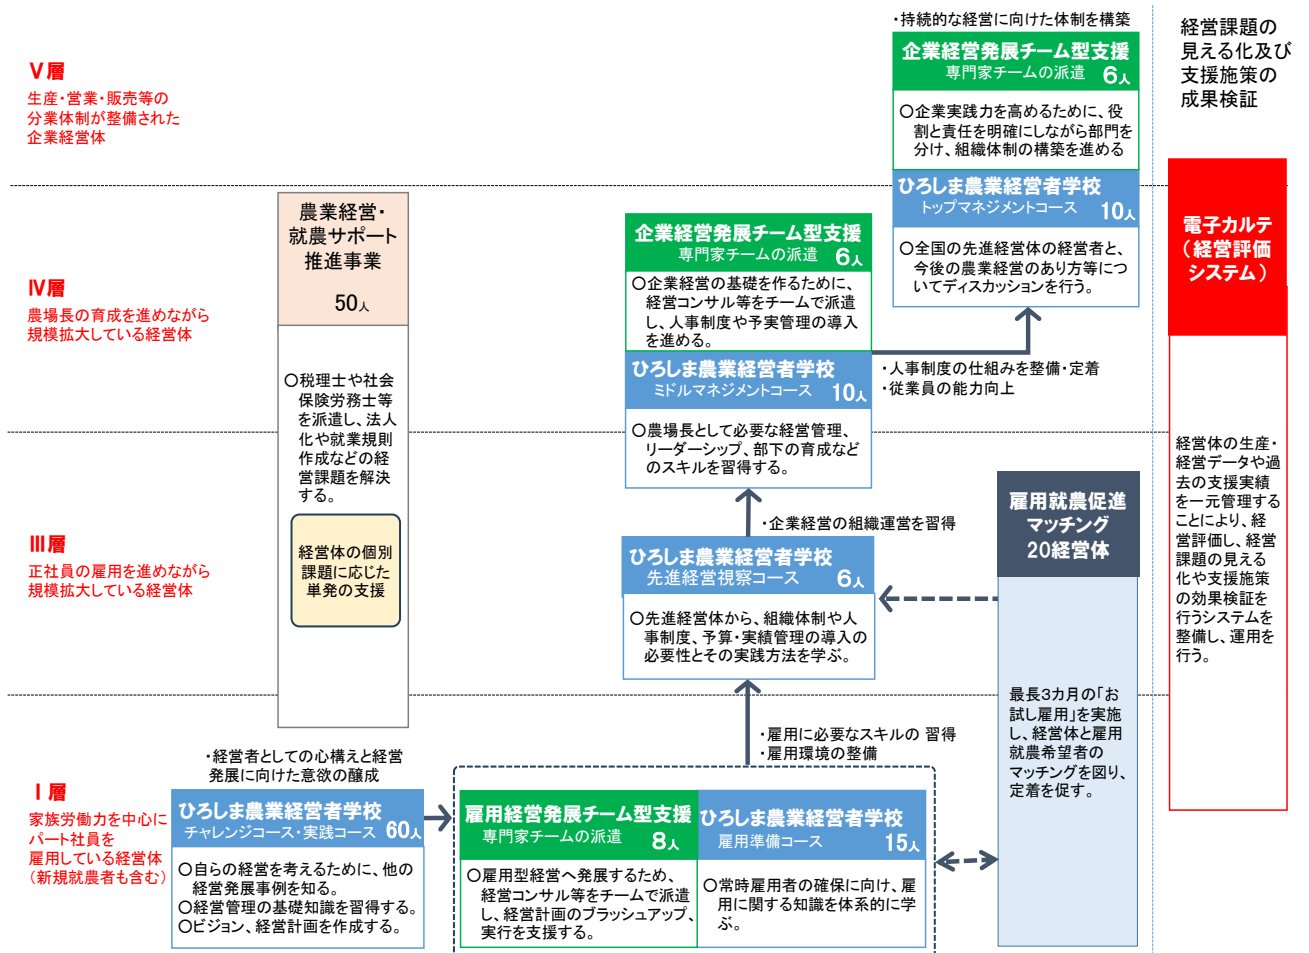 ・持続的な経営に向けた体制を構築
経営課題の
見える化及び
支援施策の
成果検証
Ⅴ層
生産・営業・販売等の
分業体制が整備された
企業経営体
企業経営発展チーム型支援
専門家チームの派遣 6人
○企業実践力を高めるために、役
割と責任を明確にしながら部門を
分け、組織体制の構築を進める
ひろしま農業経営者学校
トップマネジメントコース 10人
○全国の先進経営体の経営者と、
今後の農業経営のあり方等につ
いてディスカッションを行う。
電子カルテ
（経営評価
システム）
経営体の生産・
経営データや過
去の支援実績
を一元管理する
ことにより、経
営評価し、経営
課題の見える
化や支援施策
の効果検証を
行うシステムを
整備し、運用を
行う。
農業経営・
就農サポート
推進事業
50人
○税理士や社会
保険労務士等
を派遣し、法人
化や就業規則
作成などの経
営課題を解決
する。
経営体の個別
課題に応じた
単発の支援
Ⅳ層
農場長の育成を進めながら
規模拡大している経営体
企業経営発展チーム型支援
専門家チームの派遣 6人
○企業経営の基礎を作るために、
経営コンサル等をチームで派遣
し、人事制度や予実管理の導入
を進める。
ひろしま農業経営者学校
ミドルマネジメントコース 10人
○農場長として必要な経営管理、
リーダーシップ、部下の育成など
のスキルを習得する。
・人事制度の仕組みを整備・定着
・従業員の能力向上
Ⅲ層
正社員の雇用を進めながら
規模拡大している経営体
・企業経営の組織運営を習得
ひろしま農業経営者学校
先進経営視察コース 6人
○先進経営体から、組織体制や人
事制度、予算・実績管理の導入の
必要性とその実践方法を学ぶ。
雇用就農促進
マッチング
20経営体
最長3カ月の「お
試し雇用」を実施
し、経営体と雇用
就農希望者の
マッチングを図り、
定着を促す。
・雇用に必要なスキルの 習得
・雇用環境の整備
Ⅰ層
家族労働力を中心に
パート社員を
雇用している経営体
（新規就農者も含む）
・経営者としての心構えと経営
発展に向けた意欲の醸成
ひろしま農業経営者学校
チャレンジコース・実践コース 60人
○自らの経営を考えるために、他の
経営発展事例を知る。
○経営管理の基礎知識を習得する。
○ビジョン、経営計画を作成する。
雇用経営発展チーム型支援
専門家チームの派遣 8人
○雇用型経営へ発展するため、
経営コンサル等をチームで派遣
し、経営計画のブラッシュアップ、
実行を支援する。
ひろしま農業経営者学校
雇用準備コース 15人
○常時雇用者の確保に向け、雇
用に関する知識を体系的に学
ぶ。